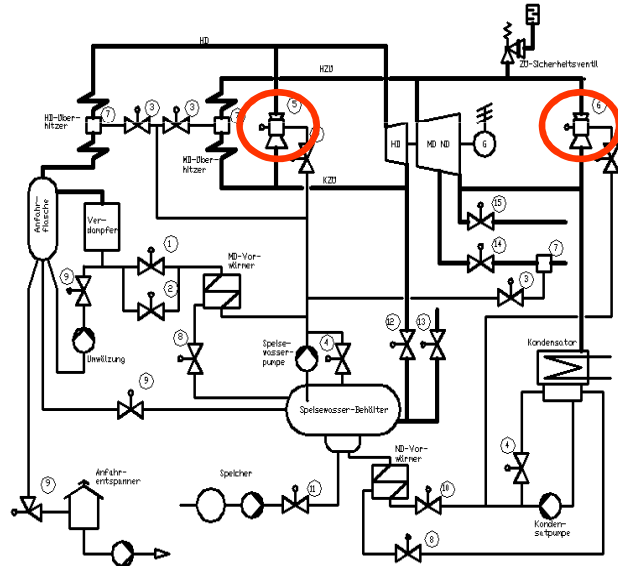 HD
ZÜ-Sicherheitsventil
HZÜ
HD-Über-
hitzer
7
3
3
5
6
MD-Über-
hitzer
HD
MD ND
G
KZÜ
Anfahr-
flasche
Ver-
dampfer
1
2
MD-Vor-
wärmer
15
14
7
3
9
8
Umwälzung
Speise-
wasser-
pumpe
4
12
13
Kondensator
9
Speisewasser-Behälter
9
Anfahr-
entspanner
Speicher
11
ND-Vor-
wärmer
10
4
Konden-
satpumpe
8